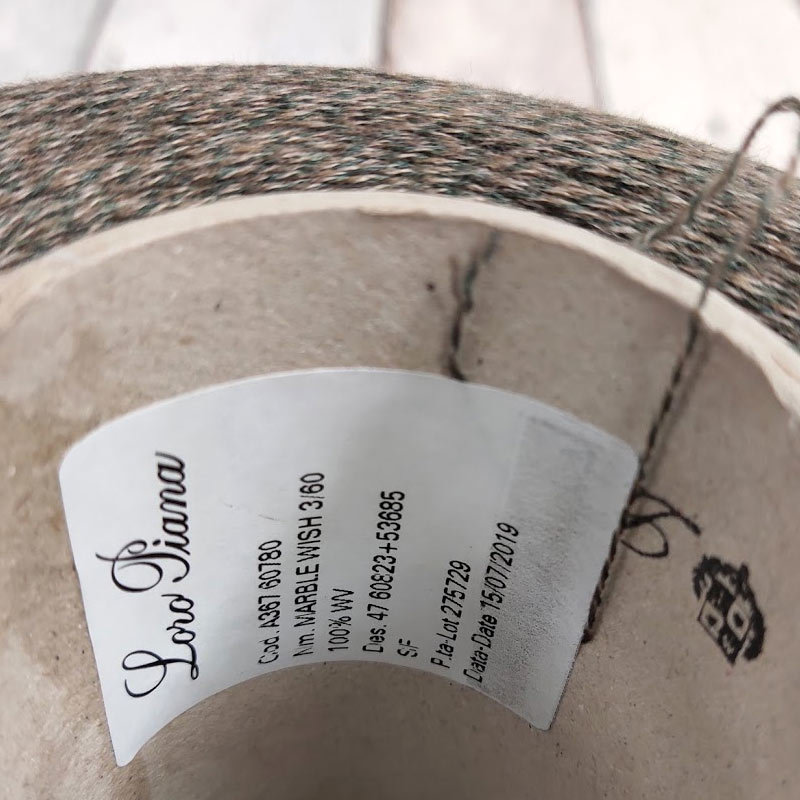 Loro Piana
Cod. A367 60780
Nm. MARBLE WISH 3/60
100% WV
Des. 47 60823+53685
S/F
P.ta-Lot 275729
Data-Date 15/07/2019